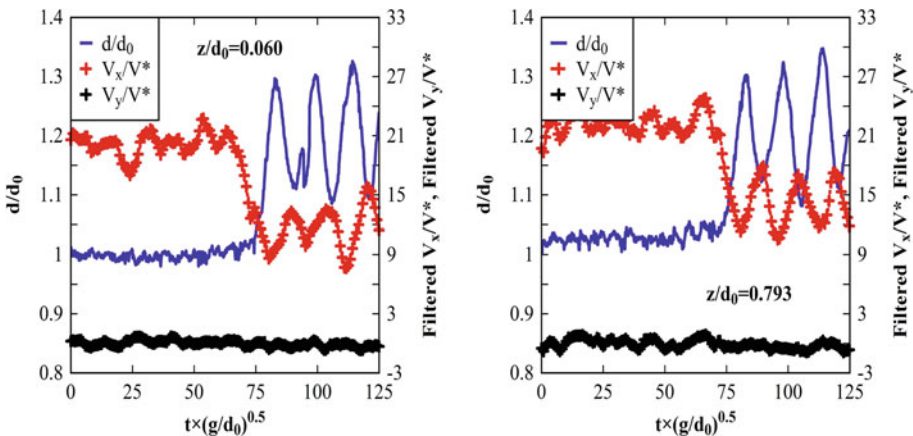 1.4
1.3
1.2
1.1
1
0.9
0.8
d/d0
d/d0
Vx/V*
Vy/V*
z/d0=0.060
33
27
21
15
9
3
-3
Filtered Vx/V*, Filtered Vy/V*
0 25 50 75 100 125
t×(g/d0)0.5
1.4
1.3
1.2
1.1
1
0.9
0.8
d/d0
d/d0
Vx/V*
Vy/V*
z/d0=0.793
33
27
21
15
9
3
-3
Filtered Vx/V*, Filtered Vy/V*
0 25 50 75 100 125
t×(g/d0)0.5